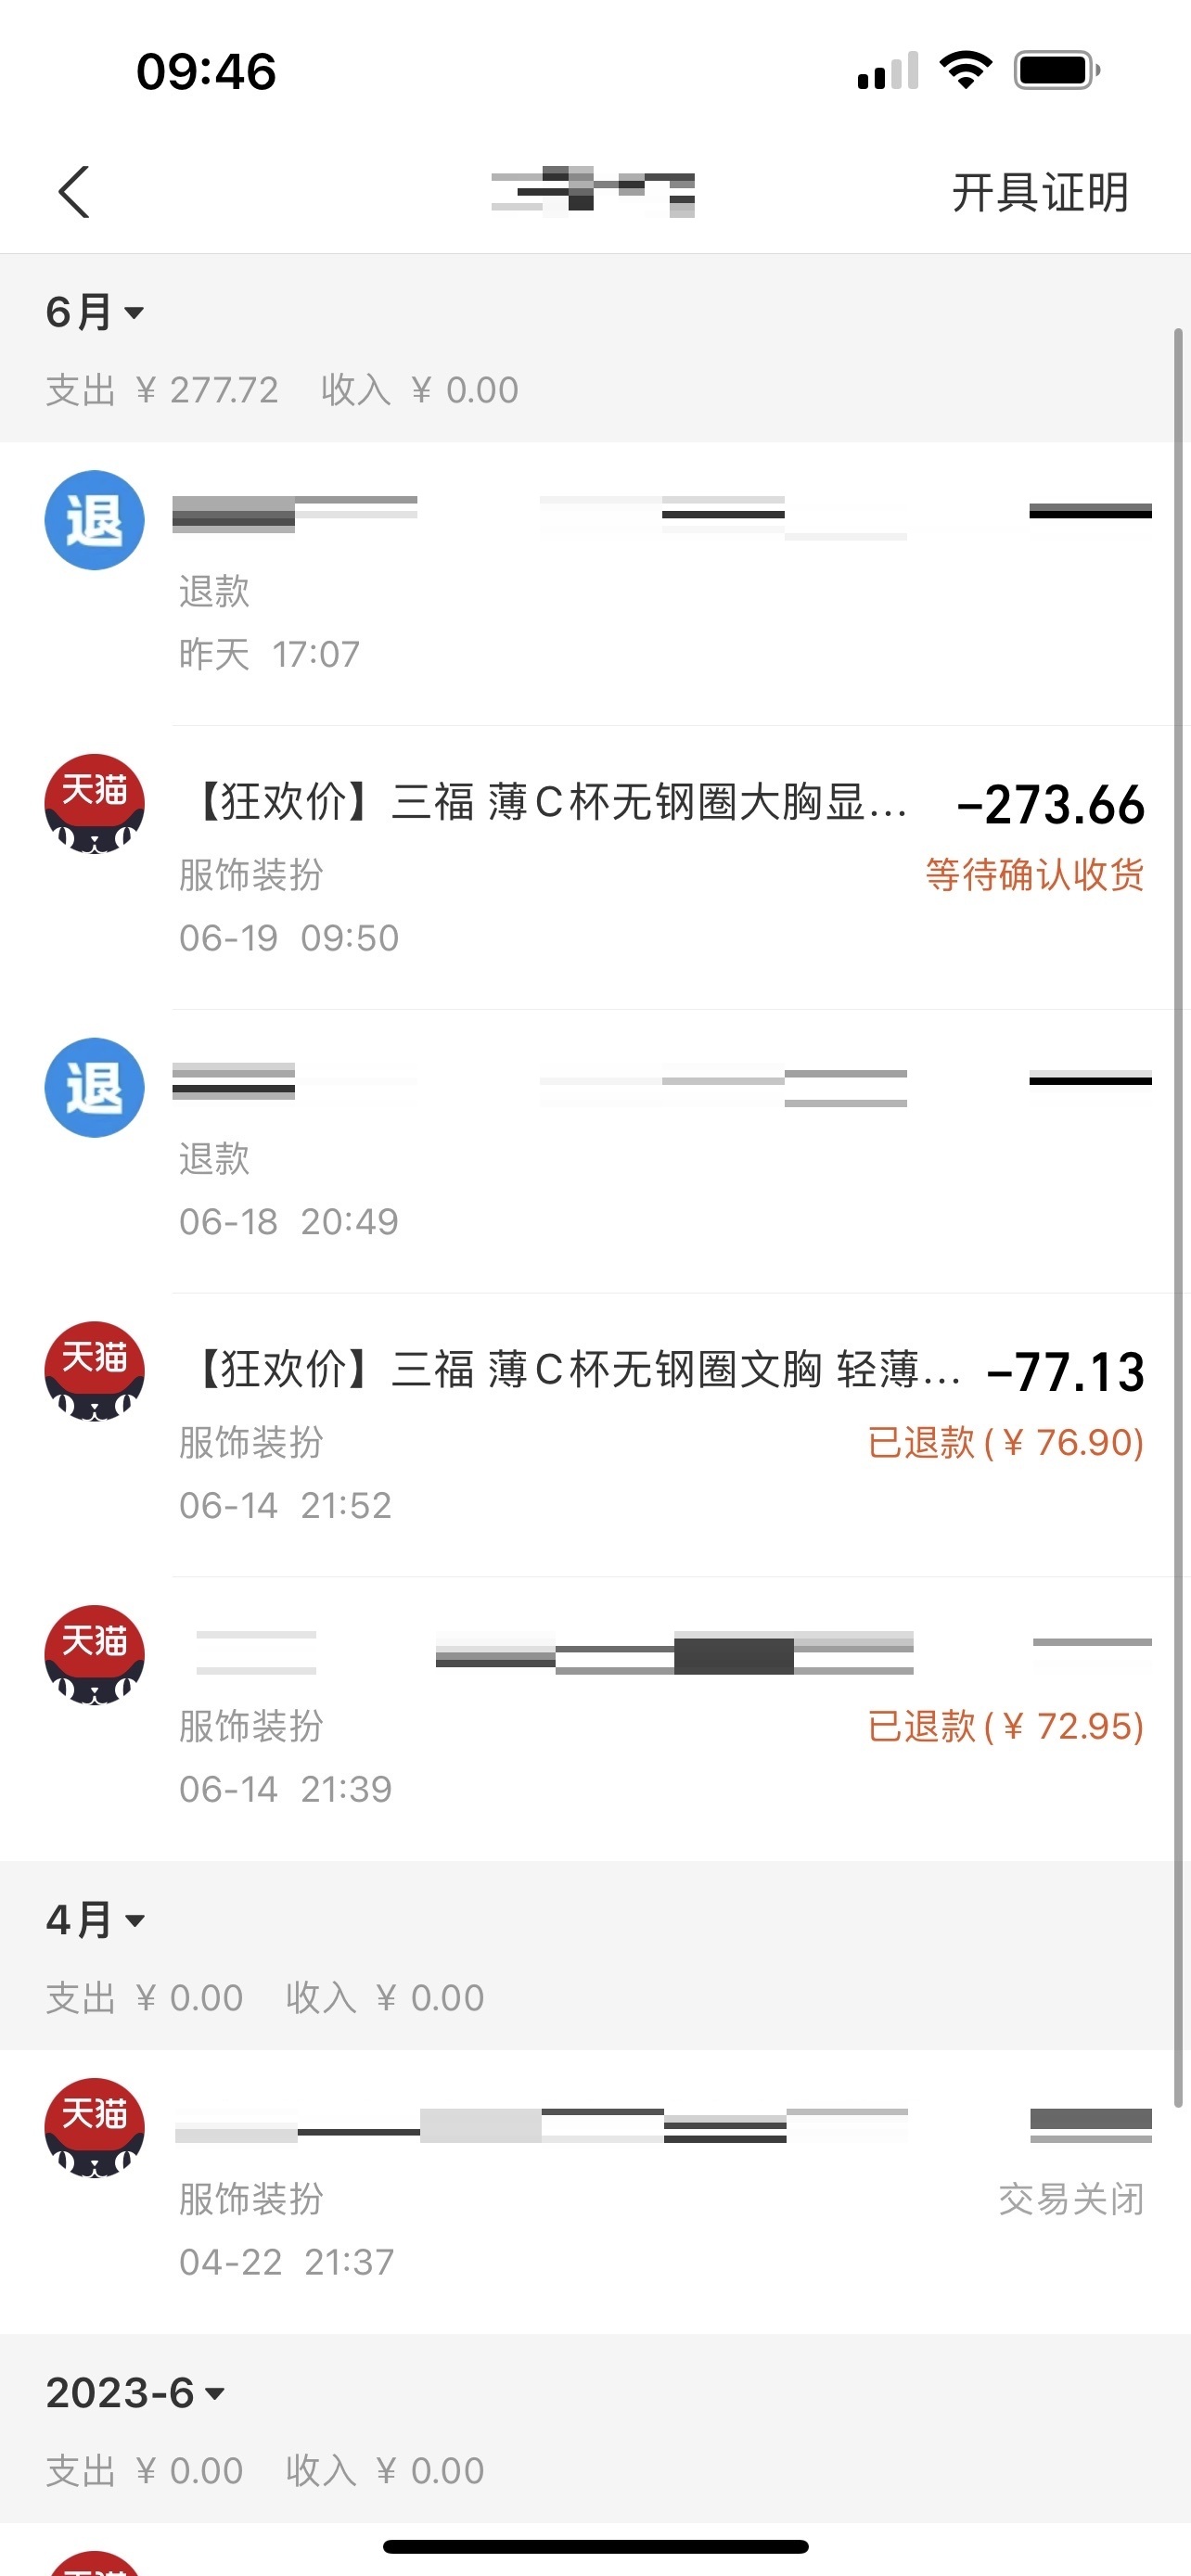 09:46
开具证明
6月
支出 ¥ 277.72 收入 ¥ 0.00
退
退款
昨天 17:07
天猫
【狂欢价】三福 薄C杯无钢圈大胸显... -273.66
服饰装扮 等待确认收货
06-19 09:50
退
退款
06-18 20:49
天猫
【狂欢价】三福 薄C杯无钢圈文胸 轻薄... -77.13
服饰装扮 已退款(¥ 76.90)
06-14 21:52
天猫
服饰装扮 已退款(¥ 72.95)
06-14 21:39
4月
支出 ¥ 0.00 收入 ¥ 0.00
天猫
服饰装扮 交易关闭
04-22 21:37
2023-6
支出 ¥ 0.00 收入 ¥ 0.00
天猫